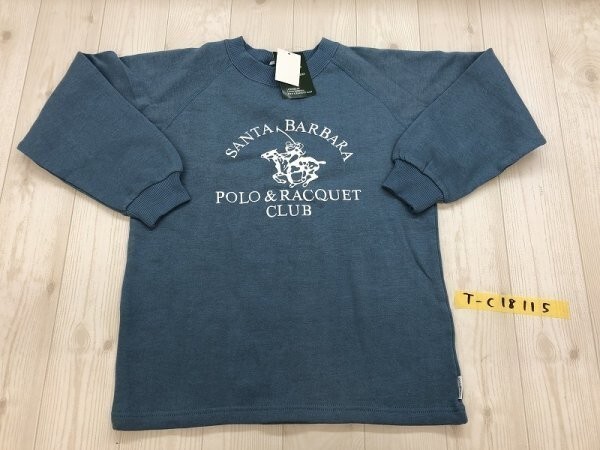 SANTA BARBARA
POLO & RACQUET
CLUB
T-C18115